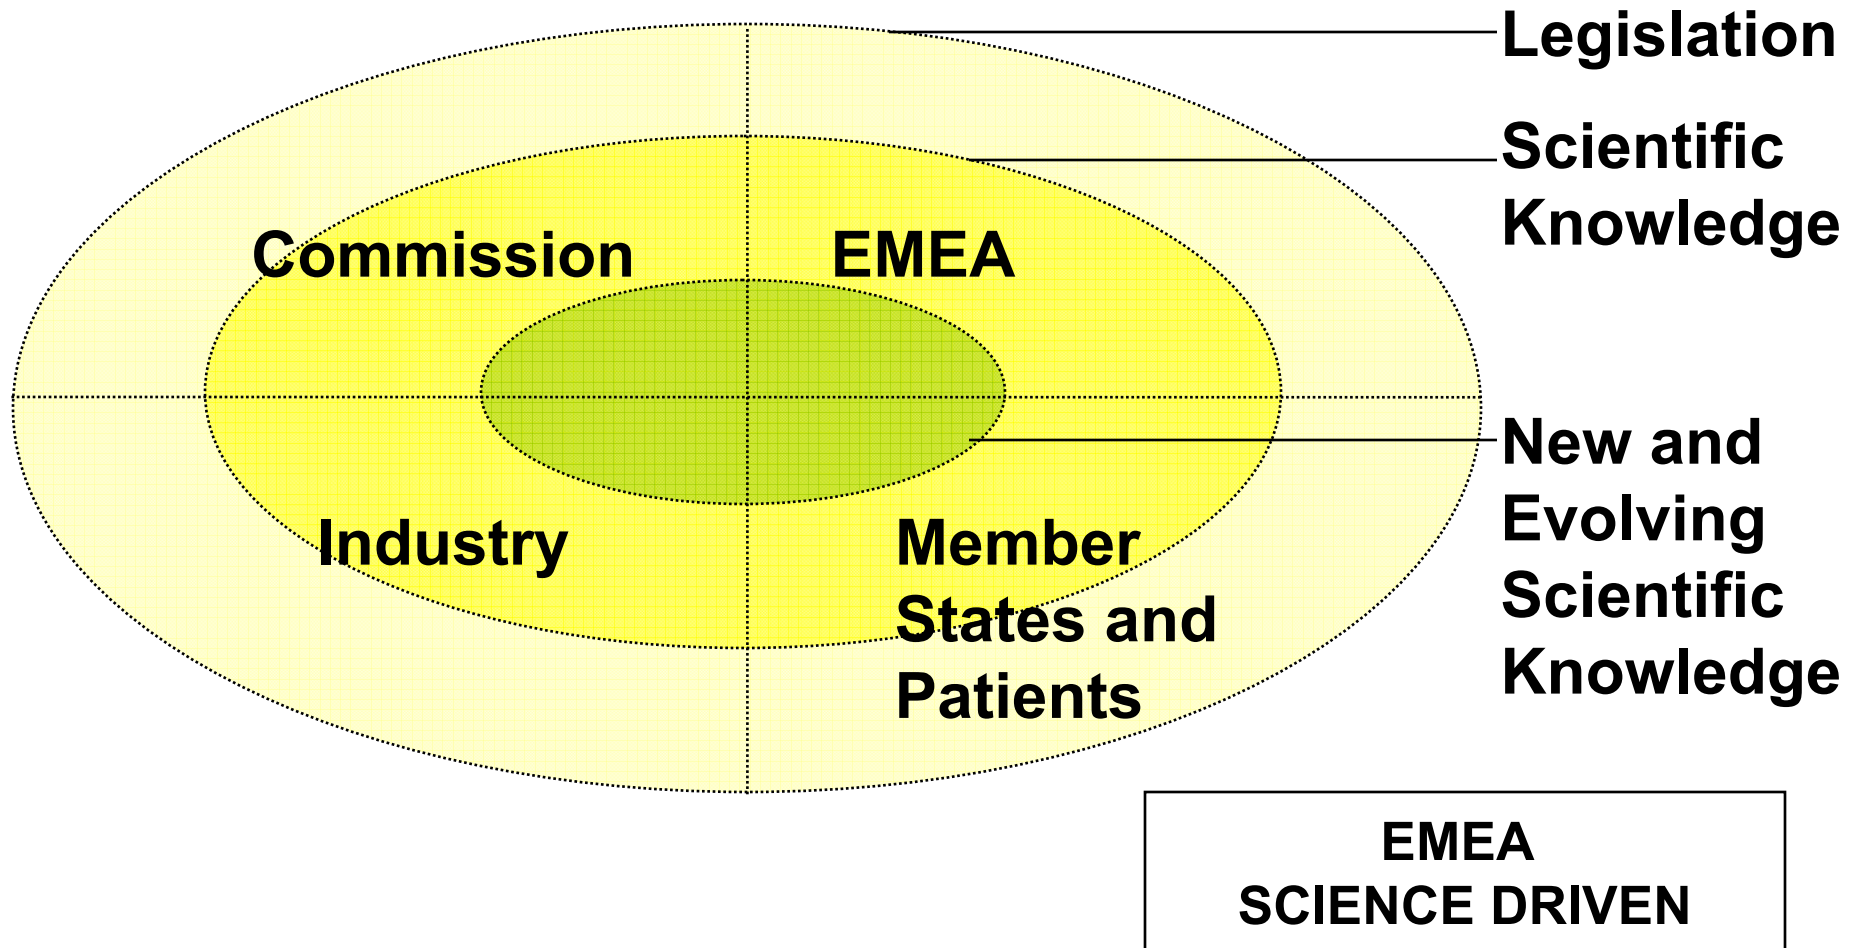 Legislation
Scientific
Knowledge
Commission
EMEA
New and
Evolving
Scientific
Knowledge
Industry
Member
States and
Patients
EMEA
SCIENCE DRIVEN